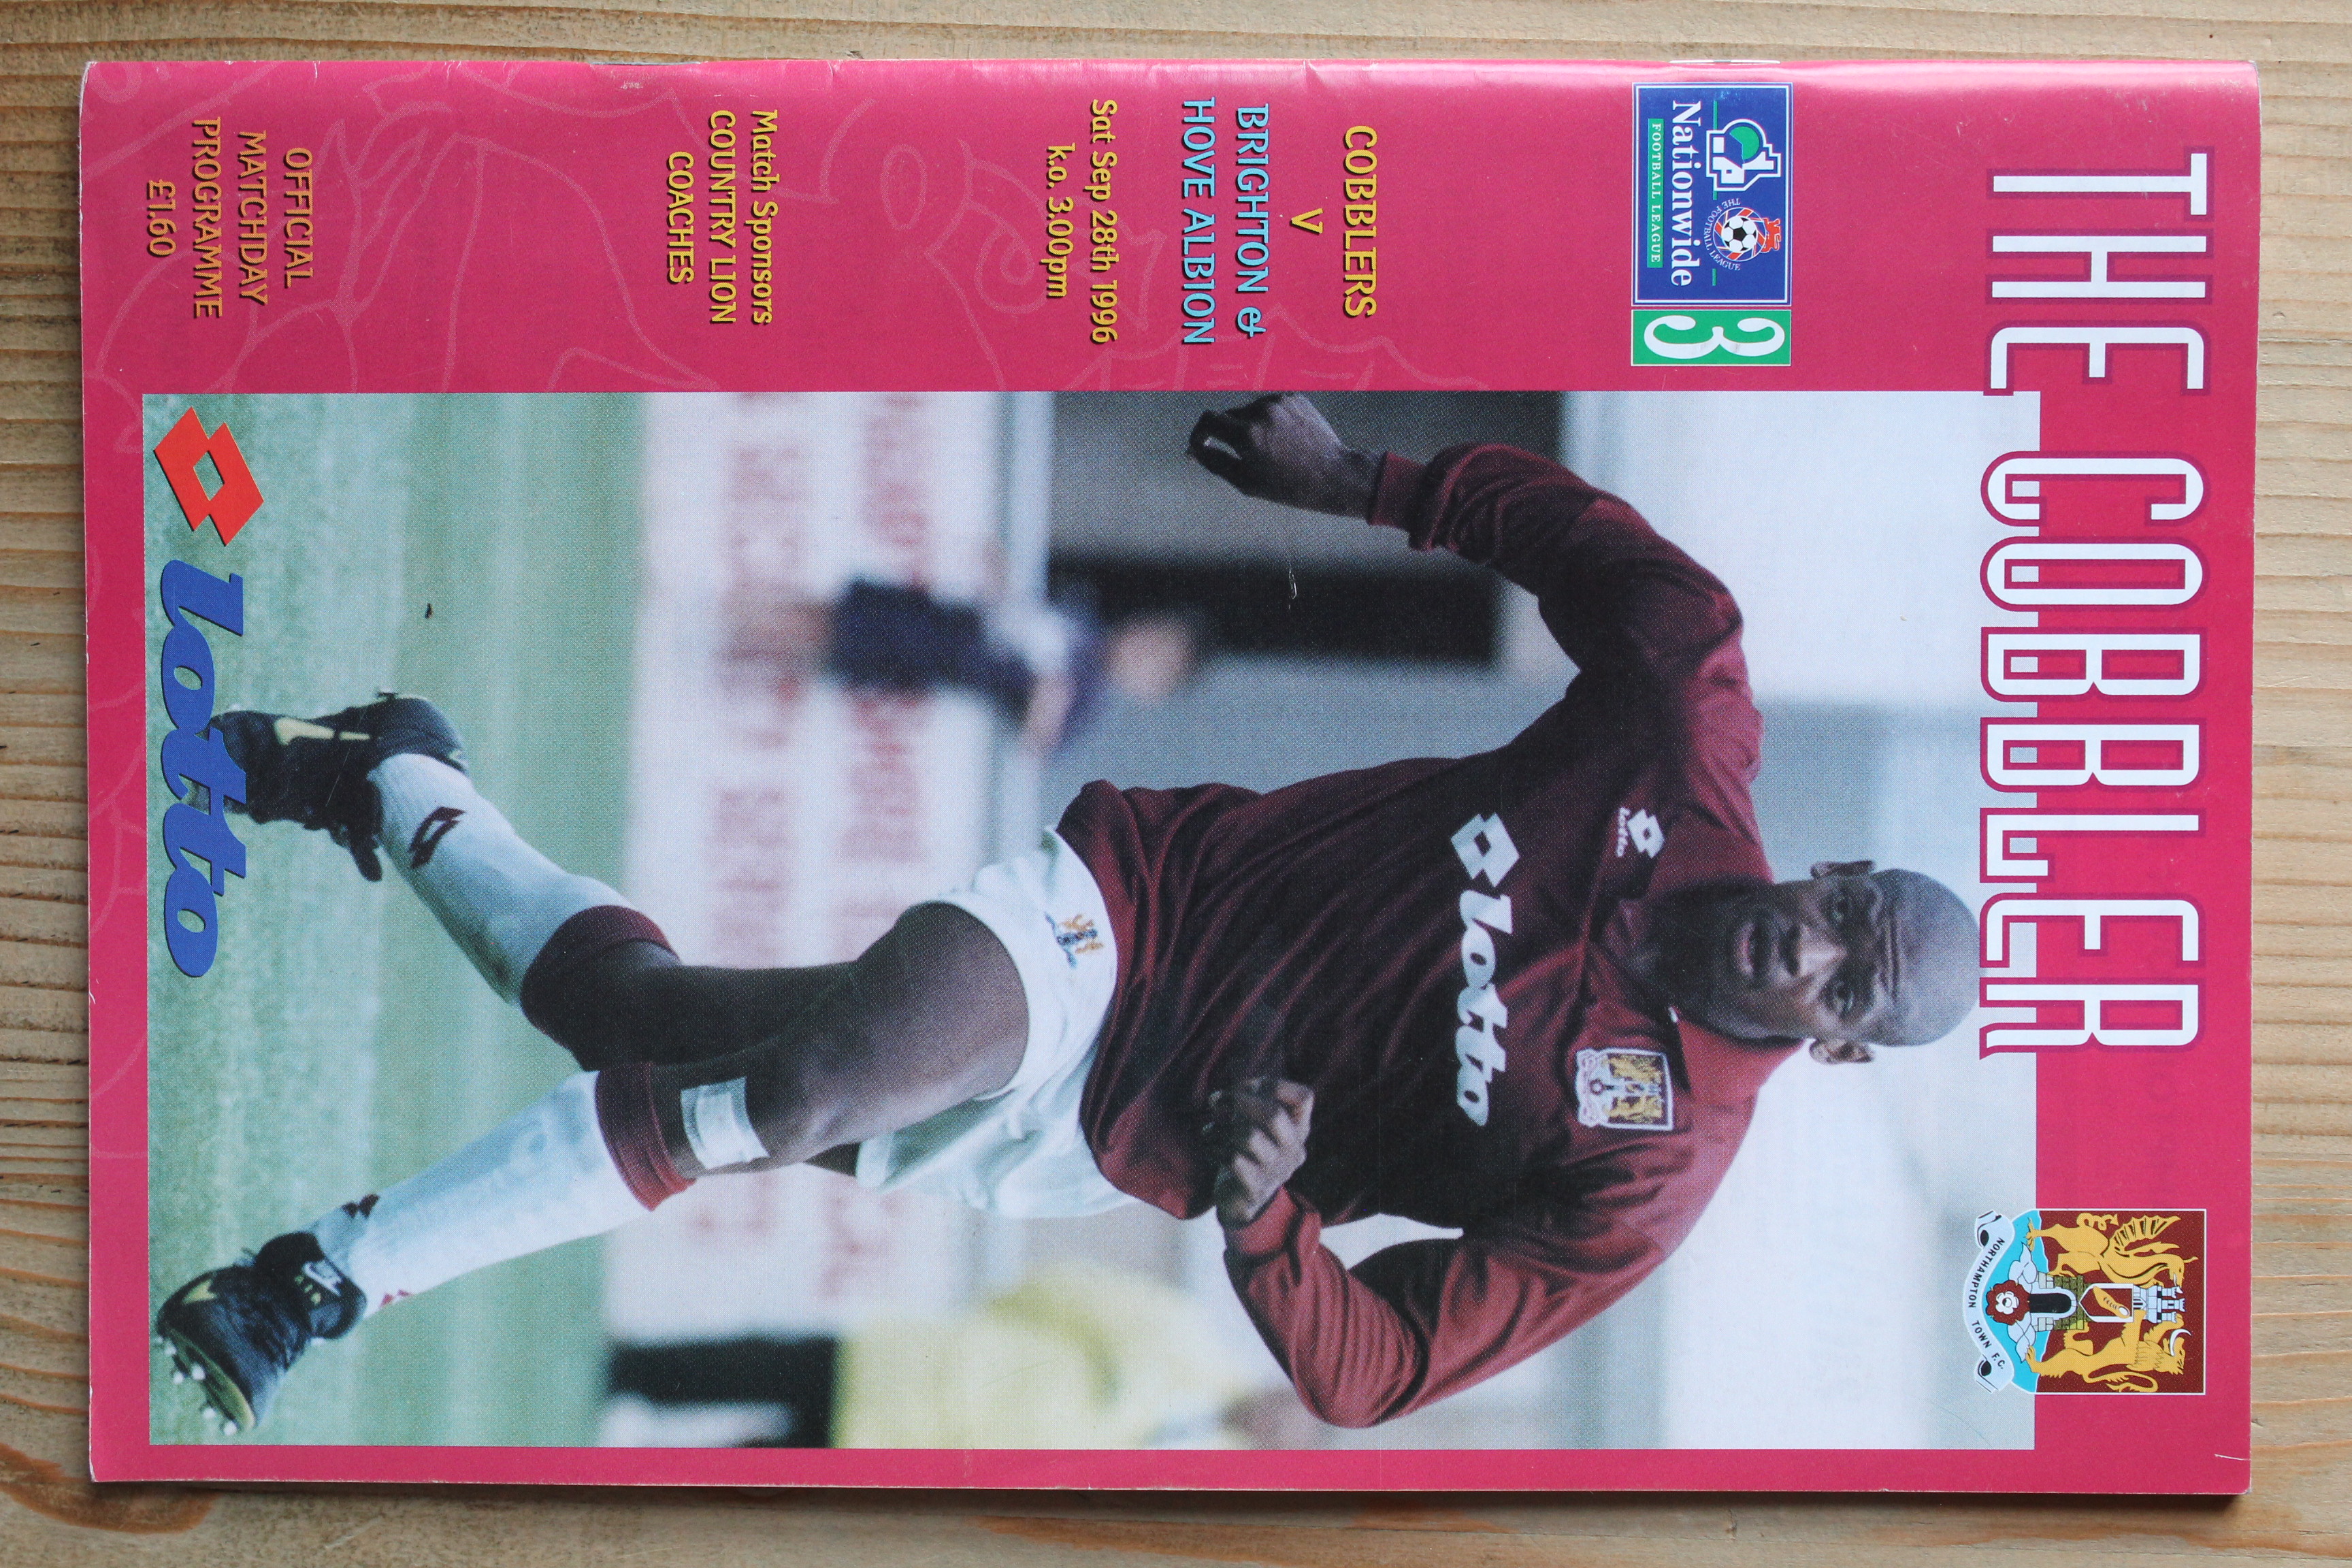 THE COBBLER
NORTHAMPTON TOWN F.C.
THE FOOTBALL LEAGUE
Nationwide
FOOTBALL LEAGUE
3
COBBLERS
V
BRIGHTON &
HOVE ALBION
Sat Sep 28th 1996
k.o. 3.00pm
Match Sponsors
COUNTRY LION
COACHES
OFFICIAL
MATCHDAY
PROGRAMME
£1.60
lotto
lotto
lotto